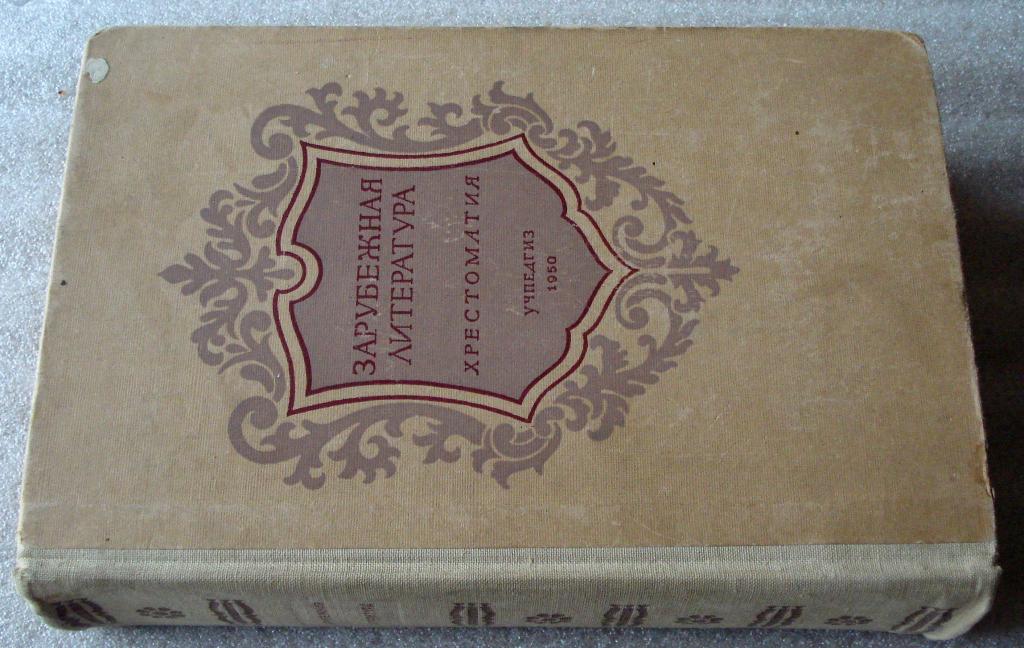 ЗАРУБЕЖНАЯ
ЛИТЕРАТУРА
ХРЕСТОМАТИЯ
УЧПЕДГИЗ
1950